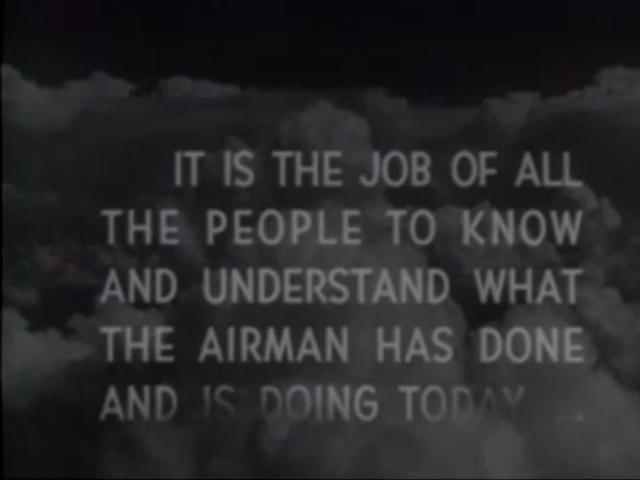 IT IS THE JOB OF ALL
THE PEOPLE TO KNOW
AND UNDERSTAND WHAT
THE AIRMAN HAS DONE
AND IS DOING TODAY ...